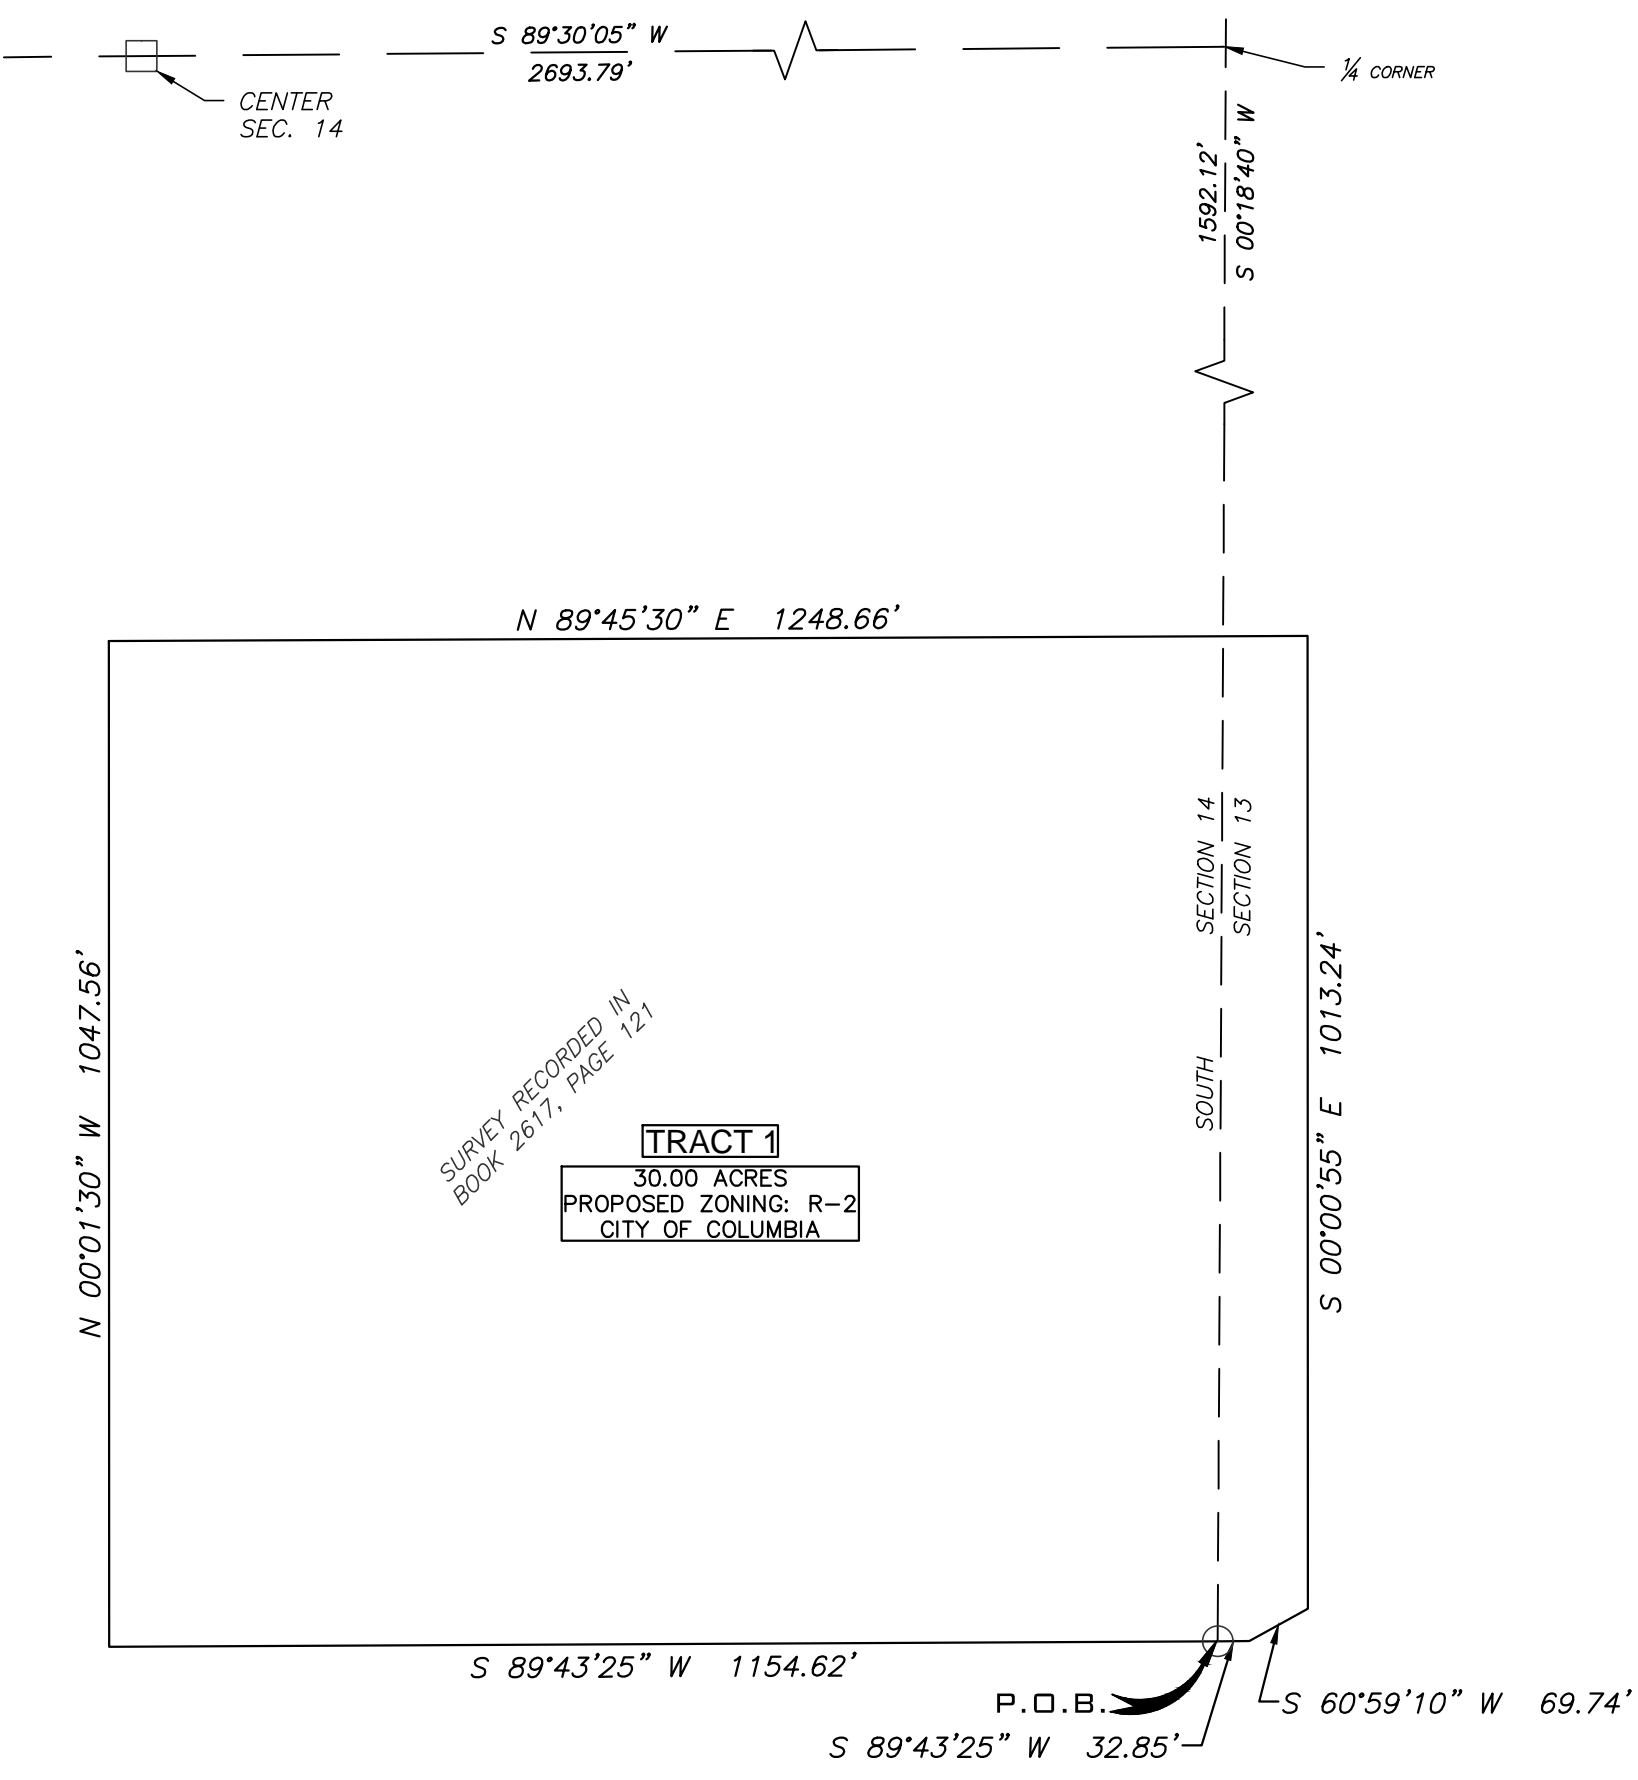 S 89°30'05" W
2693.79'
1/4 CORNER
CENTER
SEC. 14
1592.12'
S 00°18'40" W
N 89°45'30" E 1248.66'
SECTION 14
SECTION 13
N 00°01'30" W 1047.56'
S 00°00'55" E 1013.24'
SURVEY RECORDED IN
BOOK 2617, PAGE 121
SOUTH
TRACT 1
30.00 ACRES
PROPOSED ZONING: R-2
CITY OF COLUMBIA
S 89°43'25" W 1154.62'
P.O.B.
S 60°59'10" W 69.74'
S 89°43'25" W 32.85'